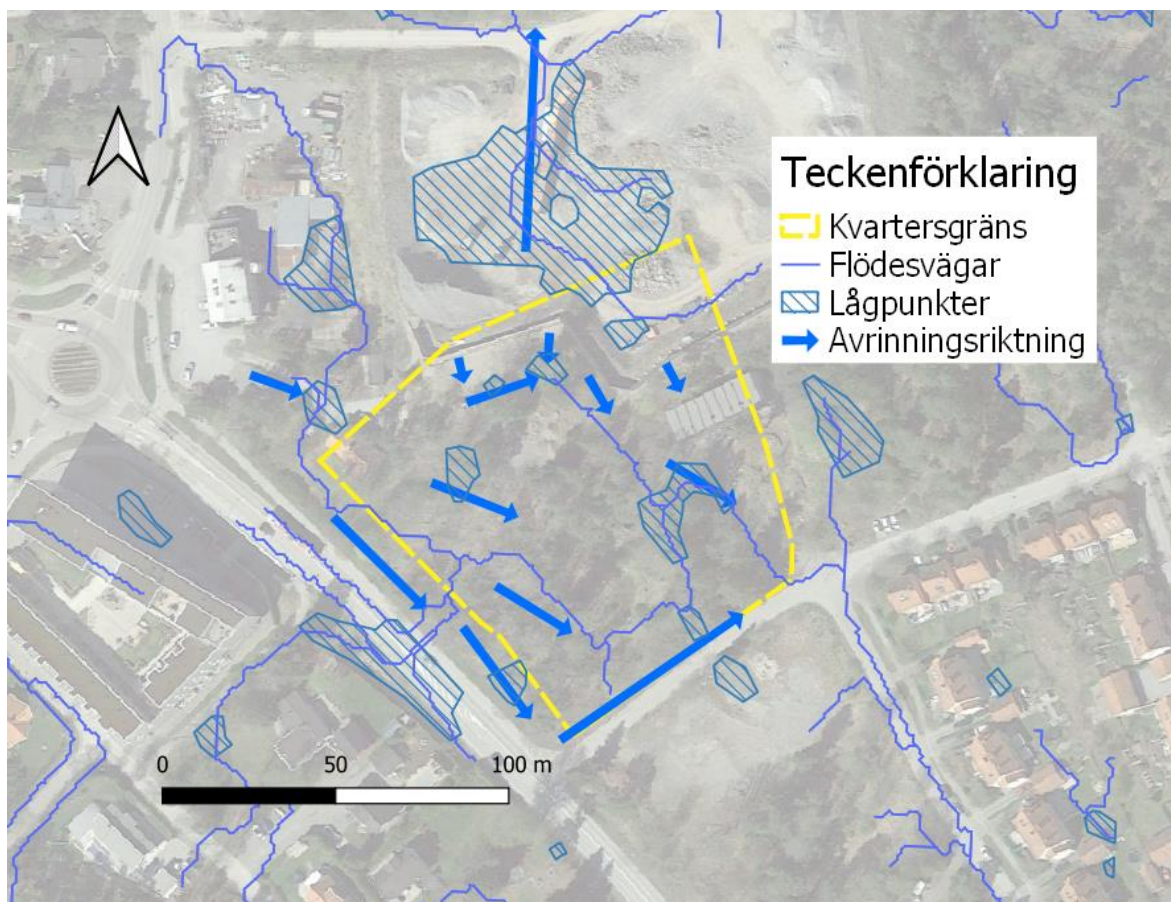 Teckenförklaring
Kvartersgräns
Flödesvägar
Lågpunkter
Avrinningsriktning
0 50 100 m